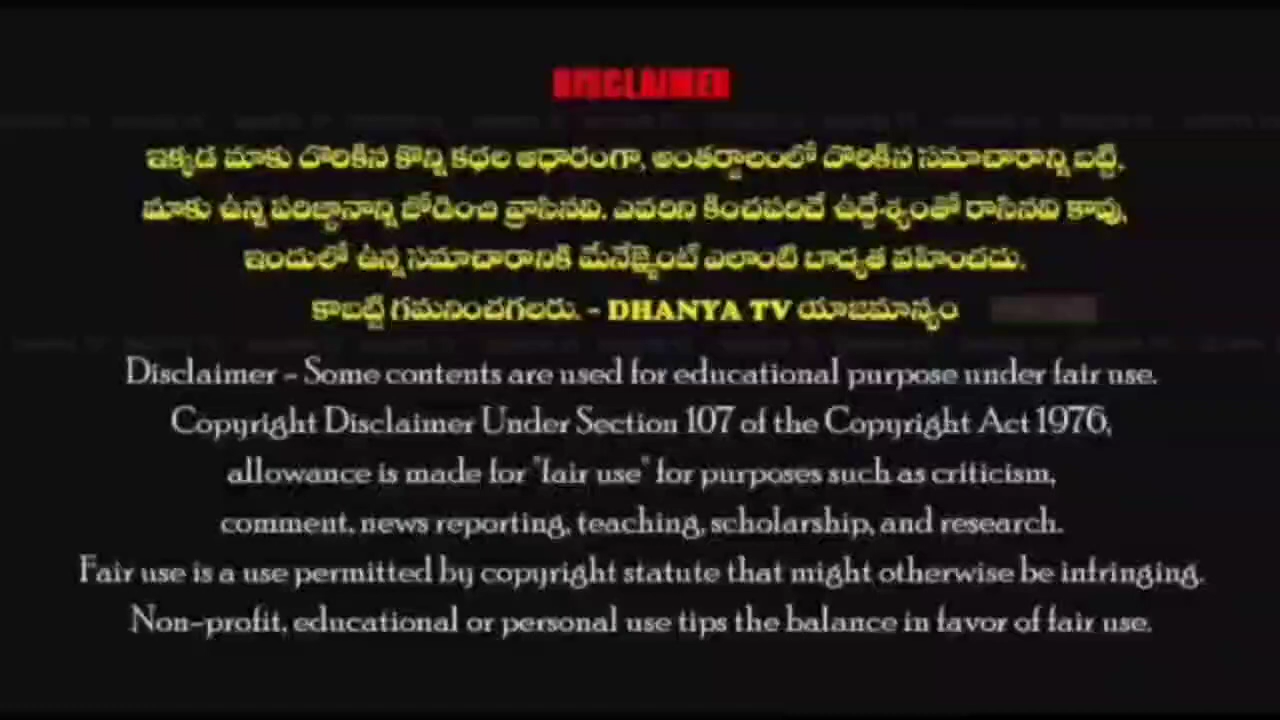 DISCLAIMER
ఇక్కడ మాకు దొరికిన కొన్ని కథల ఆధారంగా, అంతర్జాలంలో దొరికిన సమాచారాన్ని బట్టి,
మాకు ఉన్న పరిజ్ఞానాన్ని జోడించి వ్రాసినవి. ఎవరిని కించపరిచే ఉద్దేశ్యంతో రాసినవి కావు,
ఇందులో ఉన్న సమాచారానికి మేనేజ్మెంట్ ఎలాంటి బాద్యత వహించదు.
కాబట్టి గమనించగలరు. - DHANYA TV యాజమాన్యం
Disclaimer - Some contents are used for educational purpose under fair use.
Copyright Disclaimer Under Section 107 of the Copyright Act 1976,
allowance is made for "fair use" for purposes such as criticism,
comment, news reporting, teaching, scholarship, and research.
Fair use is a use permitted by copyright statute that might otherwise be infringing.
Non-profit, educational or personal use tips the balance in favor of fair use.